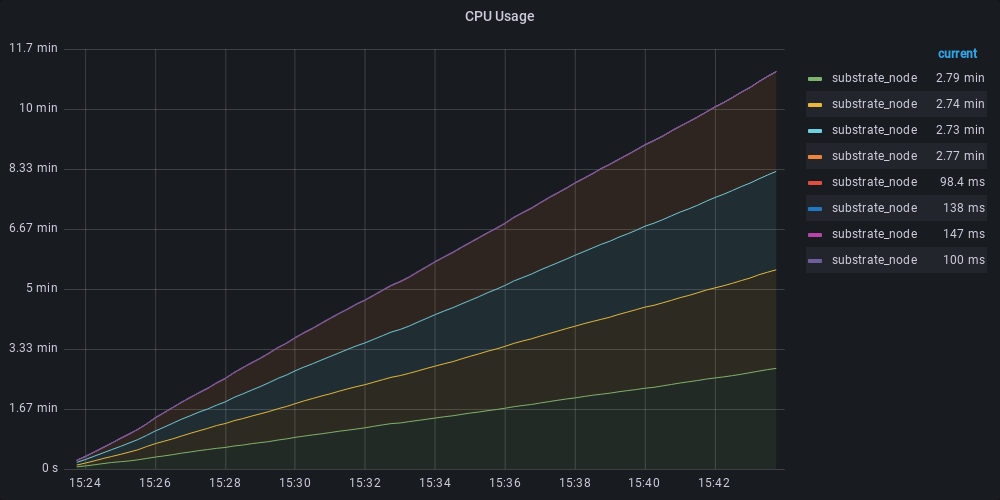 CPU Usage
11.7 min
10 min
8.33 min
6.67 min
5 min
3.33 min
1.67 min
0 s
15:24 15:26 15:28 15:30 15:32 15:34 15:36 15:38 15:40 15:42
current
substrate_node 2.79 min
substrate_node 2.74 min
substrate_node 2.73 min
substrate_node 2.77 min
substrate_node 98.4 ms
substrate_node 138 ms
substrate_node 147 ms
substrate_node 100 ms